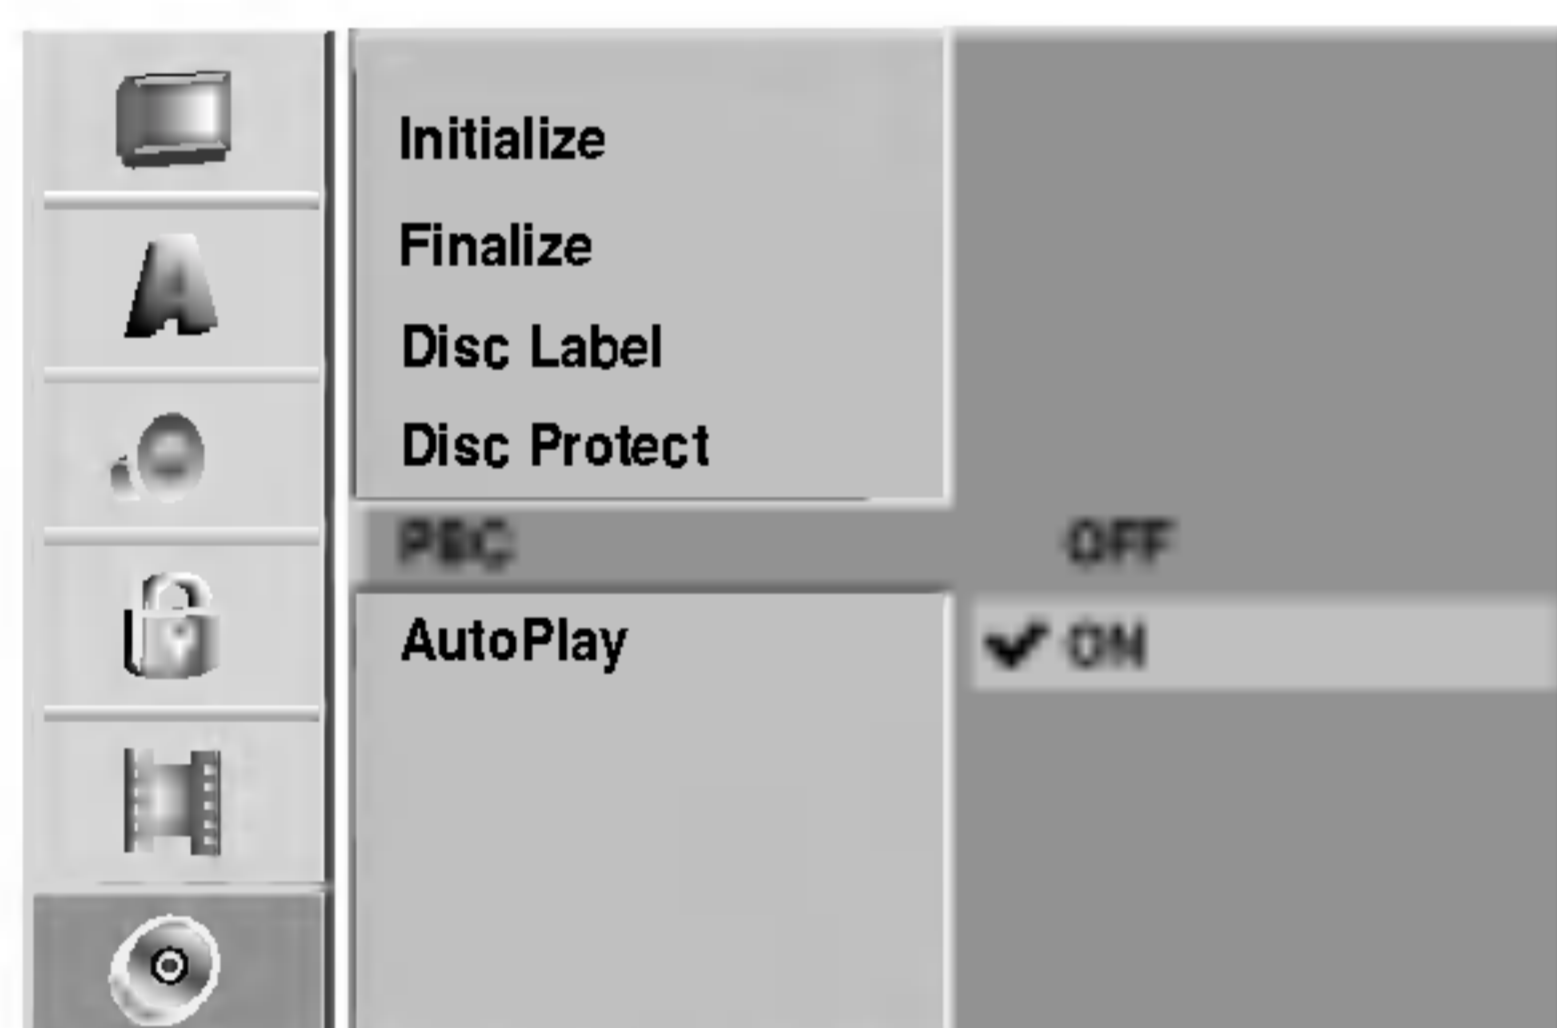 Initialize
Finalize
Disc Label
Disc Protect
PBC OFF
AutoPlay ✔ ON